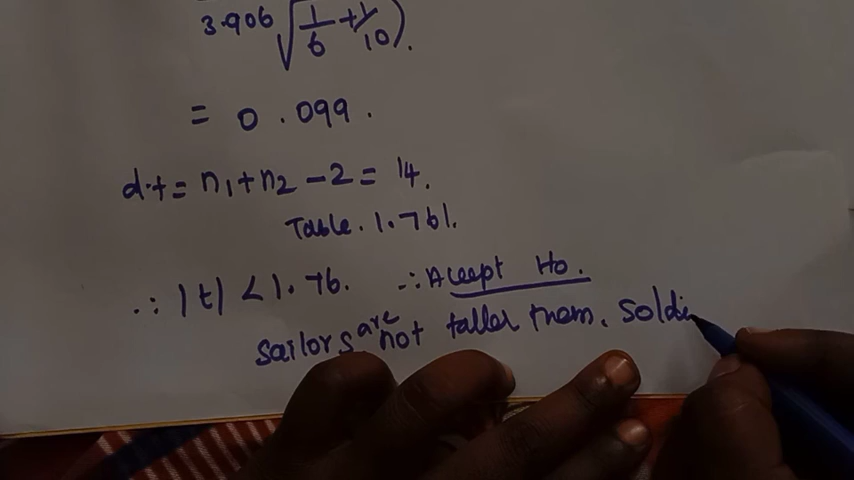 3.906 √(1/6 + 1/10).
= 0.099.
d.f = n1 + n2 - 2 = 14.
Table. 1.761.
∴ |t| < 1.76. ∴ Accept Ho.
sailors are not taller them. soldi